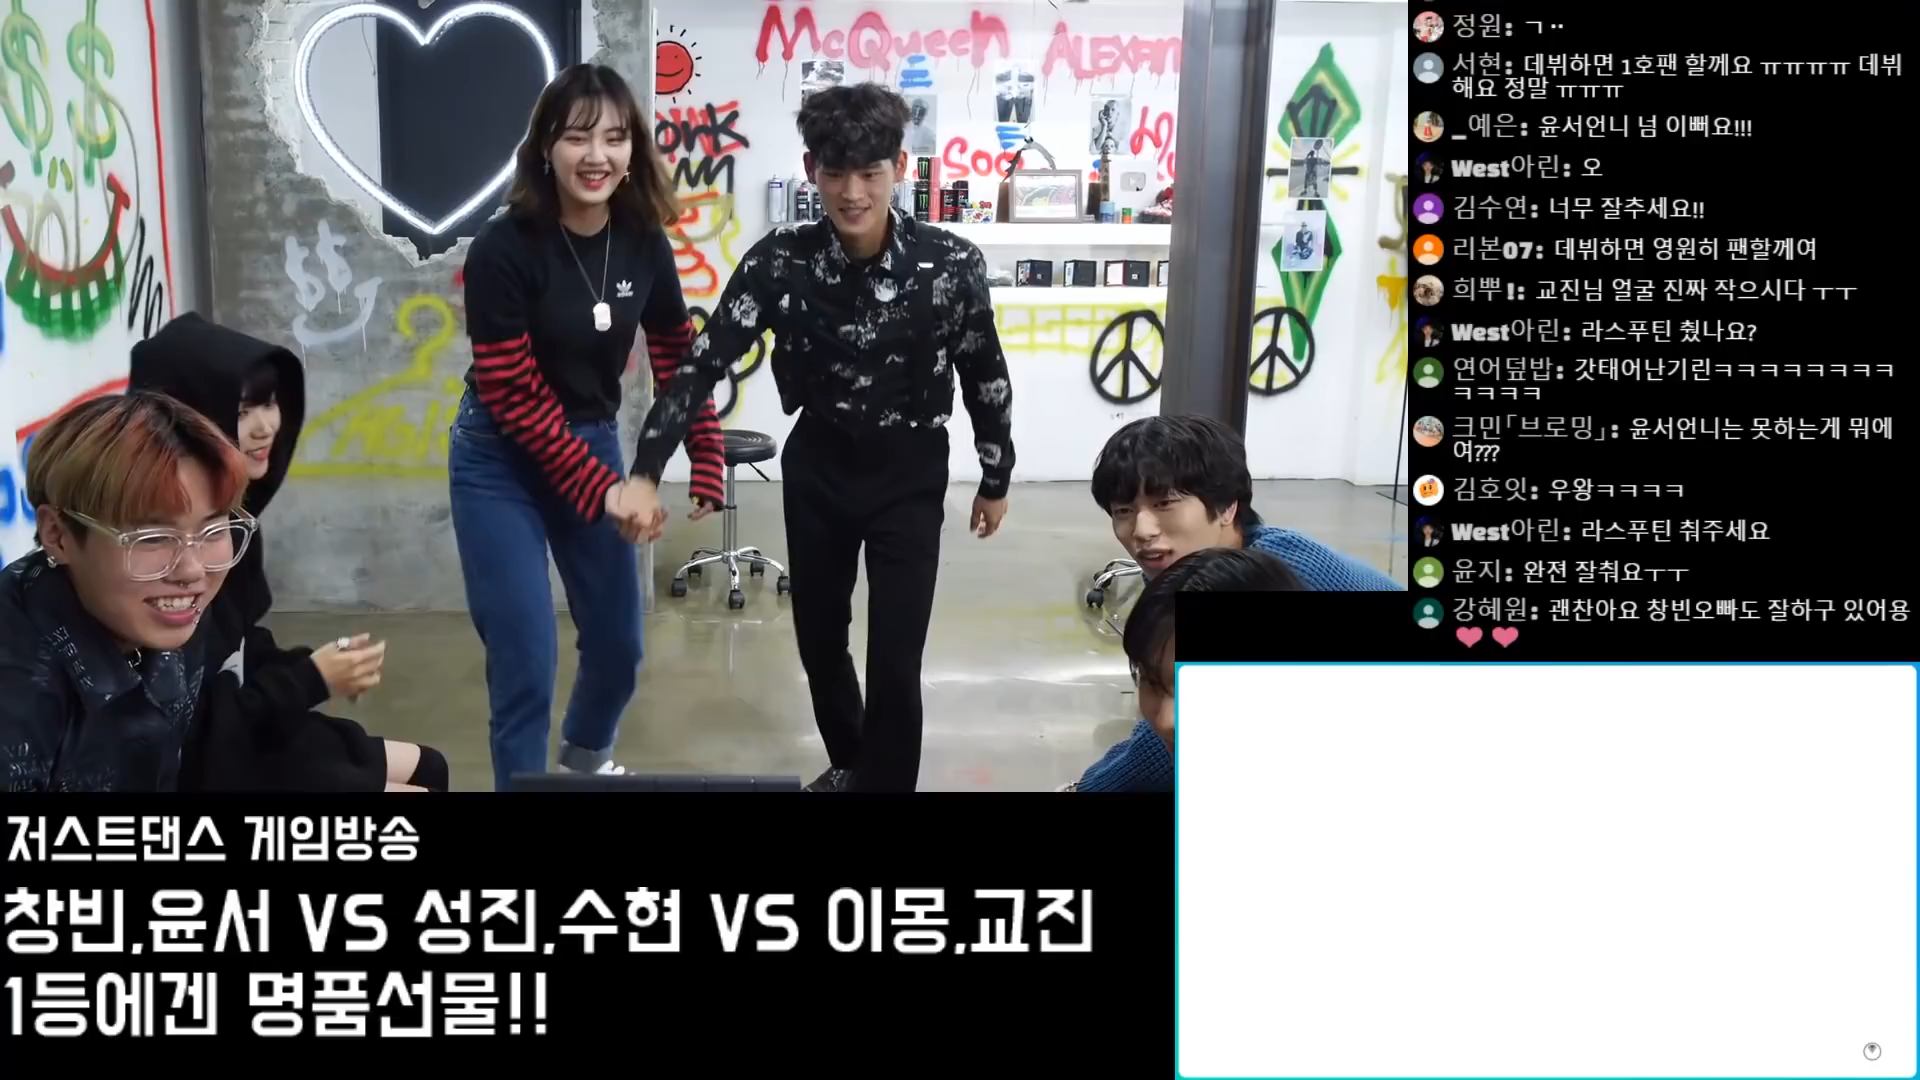 McQueen
ALEXAN
Soo
adidas
정원: ㄱ··
서현: 데뷔하면 1호팬 할께요 ㅠㅠㅠㅠ 데뷔
해요 정말 ㅠㅠㅠ
_예은: 윤서언니 넘 이뻐요!!!
West아린: 오
김수연: 너무 잘추세요!!
리본07: 데뷔하면 영원히 팬할께여
희뿌!: 교진님 얼굴 진짜 작으시다 ㅜㅜ
West아린: 라스푸틴 췄나요?
연어덮밥: 갓태어난기린ㅋㅋㅋㅋㅋㅋㅋㅋ
ㅋㅋㅋㅋ
크민「브로밍」: 윤서언니는 못하는게 뭐에
여???
김호잇: 우왕ㅋㅋㅋㅋ
West아린: 라스푸틴 춰주세요
윤지: 완전 잘춰요ㅜㅜ
강혜원: 괜찬아요 창빈오빠도 잘하구 있어용
저스트댄스 게임방송
창빈,윤서 VS 성진,수현 VS 이몽,교진
1등에겐 명품선물!!